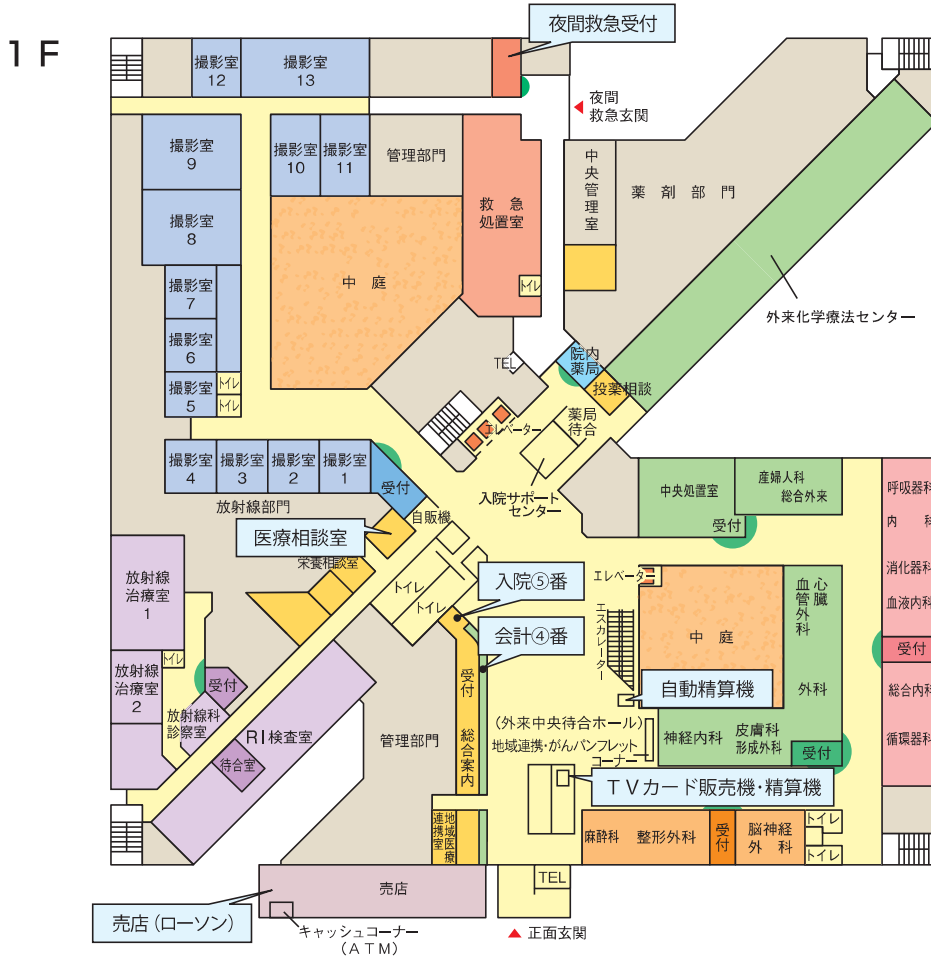 1F
夜間救急受付
撮影室
12
撮影室
13
夜間
救急玄関
撮影室
9
撮影室
10
撮影室
11
管理部門
救急
処置室
中央管理室
薬剤部門
撮影室
8
中庭
トイレ
撮影室
7
外来化学療法センター
撮影室
6
TEL
院内
薬局
投薬相談
撮影室
5
トイレ
トイレ
エレベーター
薬局
待合
撮影室
4
撮影室
3
撮影室
2
撮影室
1
受付
入院サポート
センター
中央処置室
産婦人科
総合外来
受付
呼吸器科
内科
消化器科
血液内科
受付
総合内科
循環器科
放射線部門
自販機
医療相談室
栄養相談室
トイレ
トイレ
入院⑤番
会計④番
エレベーター
エスカレーター
中庭
心臓
血管外科
外科
放射線
治療室
1
トイレ
放射線
治療室
2
受付
放射線科
診察室
RI検査室
待合室
管理部門
受付
総合案内
自動精算機
(外来中央待合ホール)
地域連携・がんパンフレット
コーナー
神経内科
皮膚科
形成外科
受付
TVカード販売機・精算機
地域医療
連携室
麻酔科
整形外科
受付
脳神経
外科
トイレ
トイレ
売店
TEL
売店(ローソン)
キャッシュコーナー
(ATM)
正面玄関